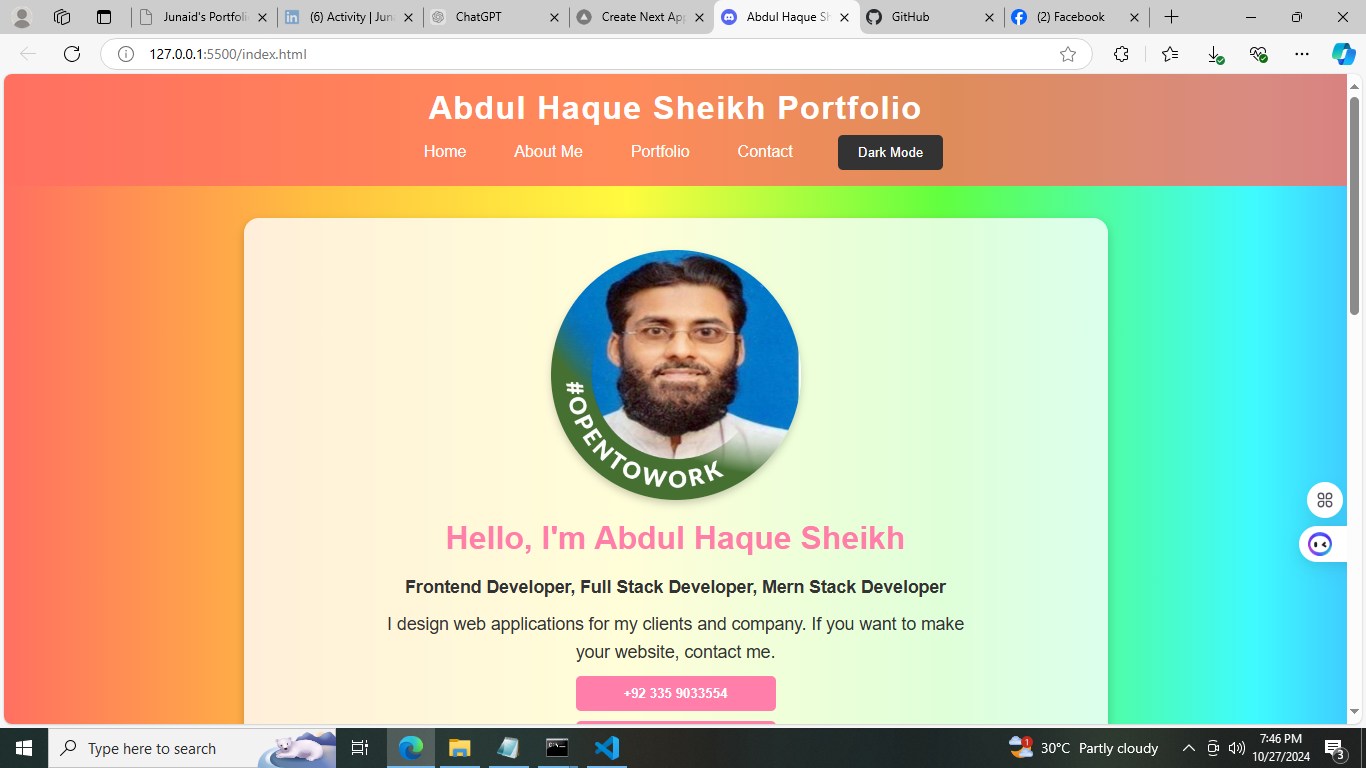 Junaid's Portfoli
(6) Activity | Jun
ChatGPT
Create Next Ap
Abdul Haque Sh
GitHub
(2) Facebook
127.0.0.1:5500/index.html
Abdul Haque Sheikh Portfolio
Home
About Me
Portfolio
Contact
Dark Mode
#OPENTOWORK
Hello, I'm Abdul Haque Sheikh
Frontend Developer, Full Stack Developer, Mern Stack Developer
I design web applications for my clients and company. If you want to make
your website, contact me.
+92 335 9033554
Type here to search
1
30°C Partly cloudy
7:46 PM
10/27/2024
3